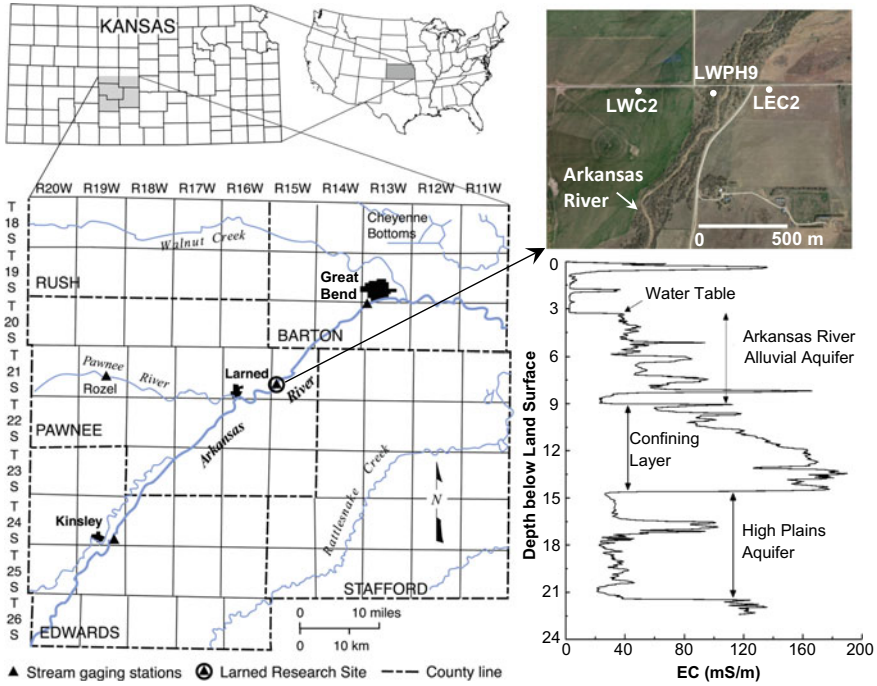 KANSAS
R20W R19W R18W R17W R16W R15W R14W R13W R12W R11W
T 18 S
T 19 S
T 20 S
T 21 S
T 22 S
T 23 S
T 24 S
T 25 S
T 26 S
Walnut Creek
Cheyenne
Bottoms
RUSH
Great
Bend
BARTON
Pawnee
River
Rozel
Larned
River
Arkansas
PAWNEE
Kinsley
Rattlesnake Creek
N
STAFFORD
EDWARDS
0 10 miles
0 10 km
Stream gaging stations Larned Research Site County line
LWPH9
LWC2 LEC2
Arkansas
River
0 500 m
Depth below Land Surface
0
3
6
9
12
15
18
21
24
Water Table
Arkansas River
Alluvial Aquifer
Confining
Layer
High Plains
Aquifer
0 40 80 120 160 200
EC (mS/m)